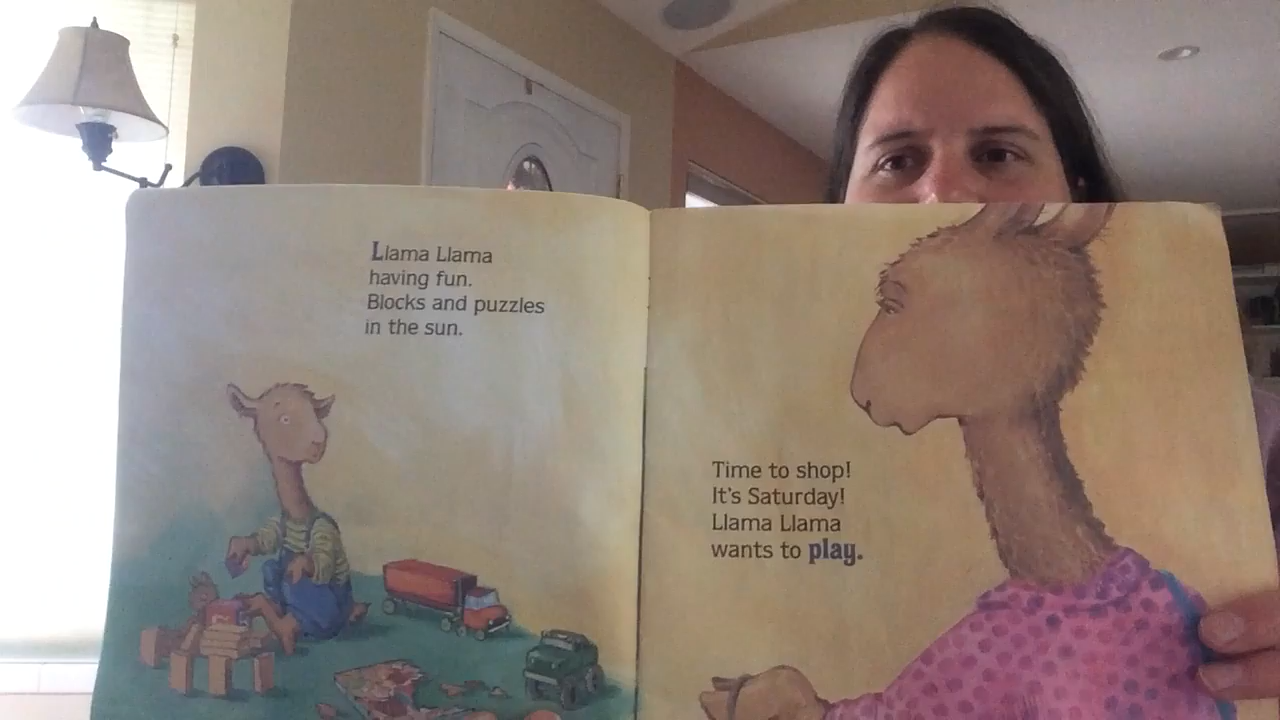 Llama Llama
having fun.
Blocks and puzzles
in the sun.
Time to shop!
It's Saturday!
Llama Llama
wants to play.